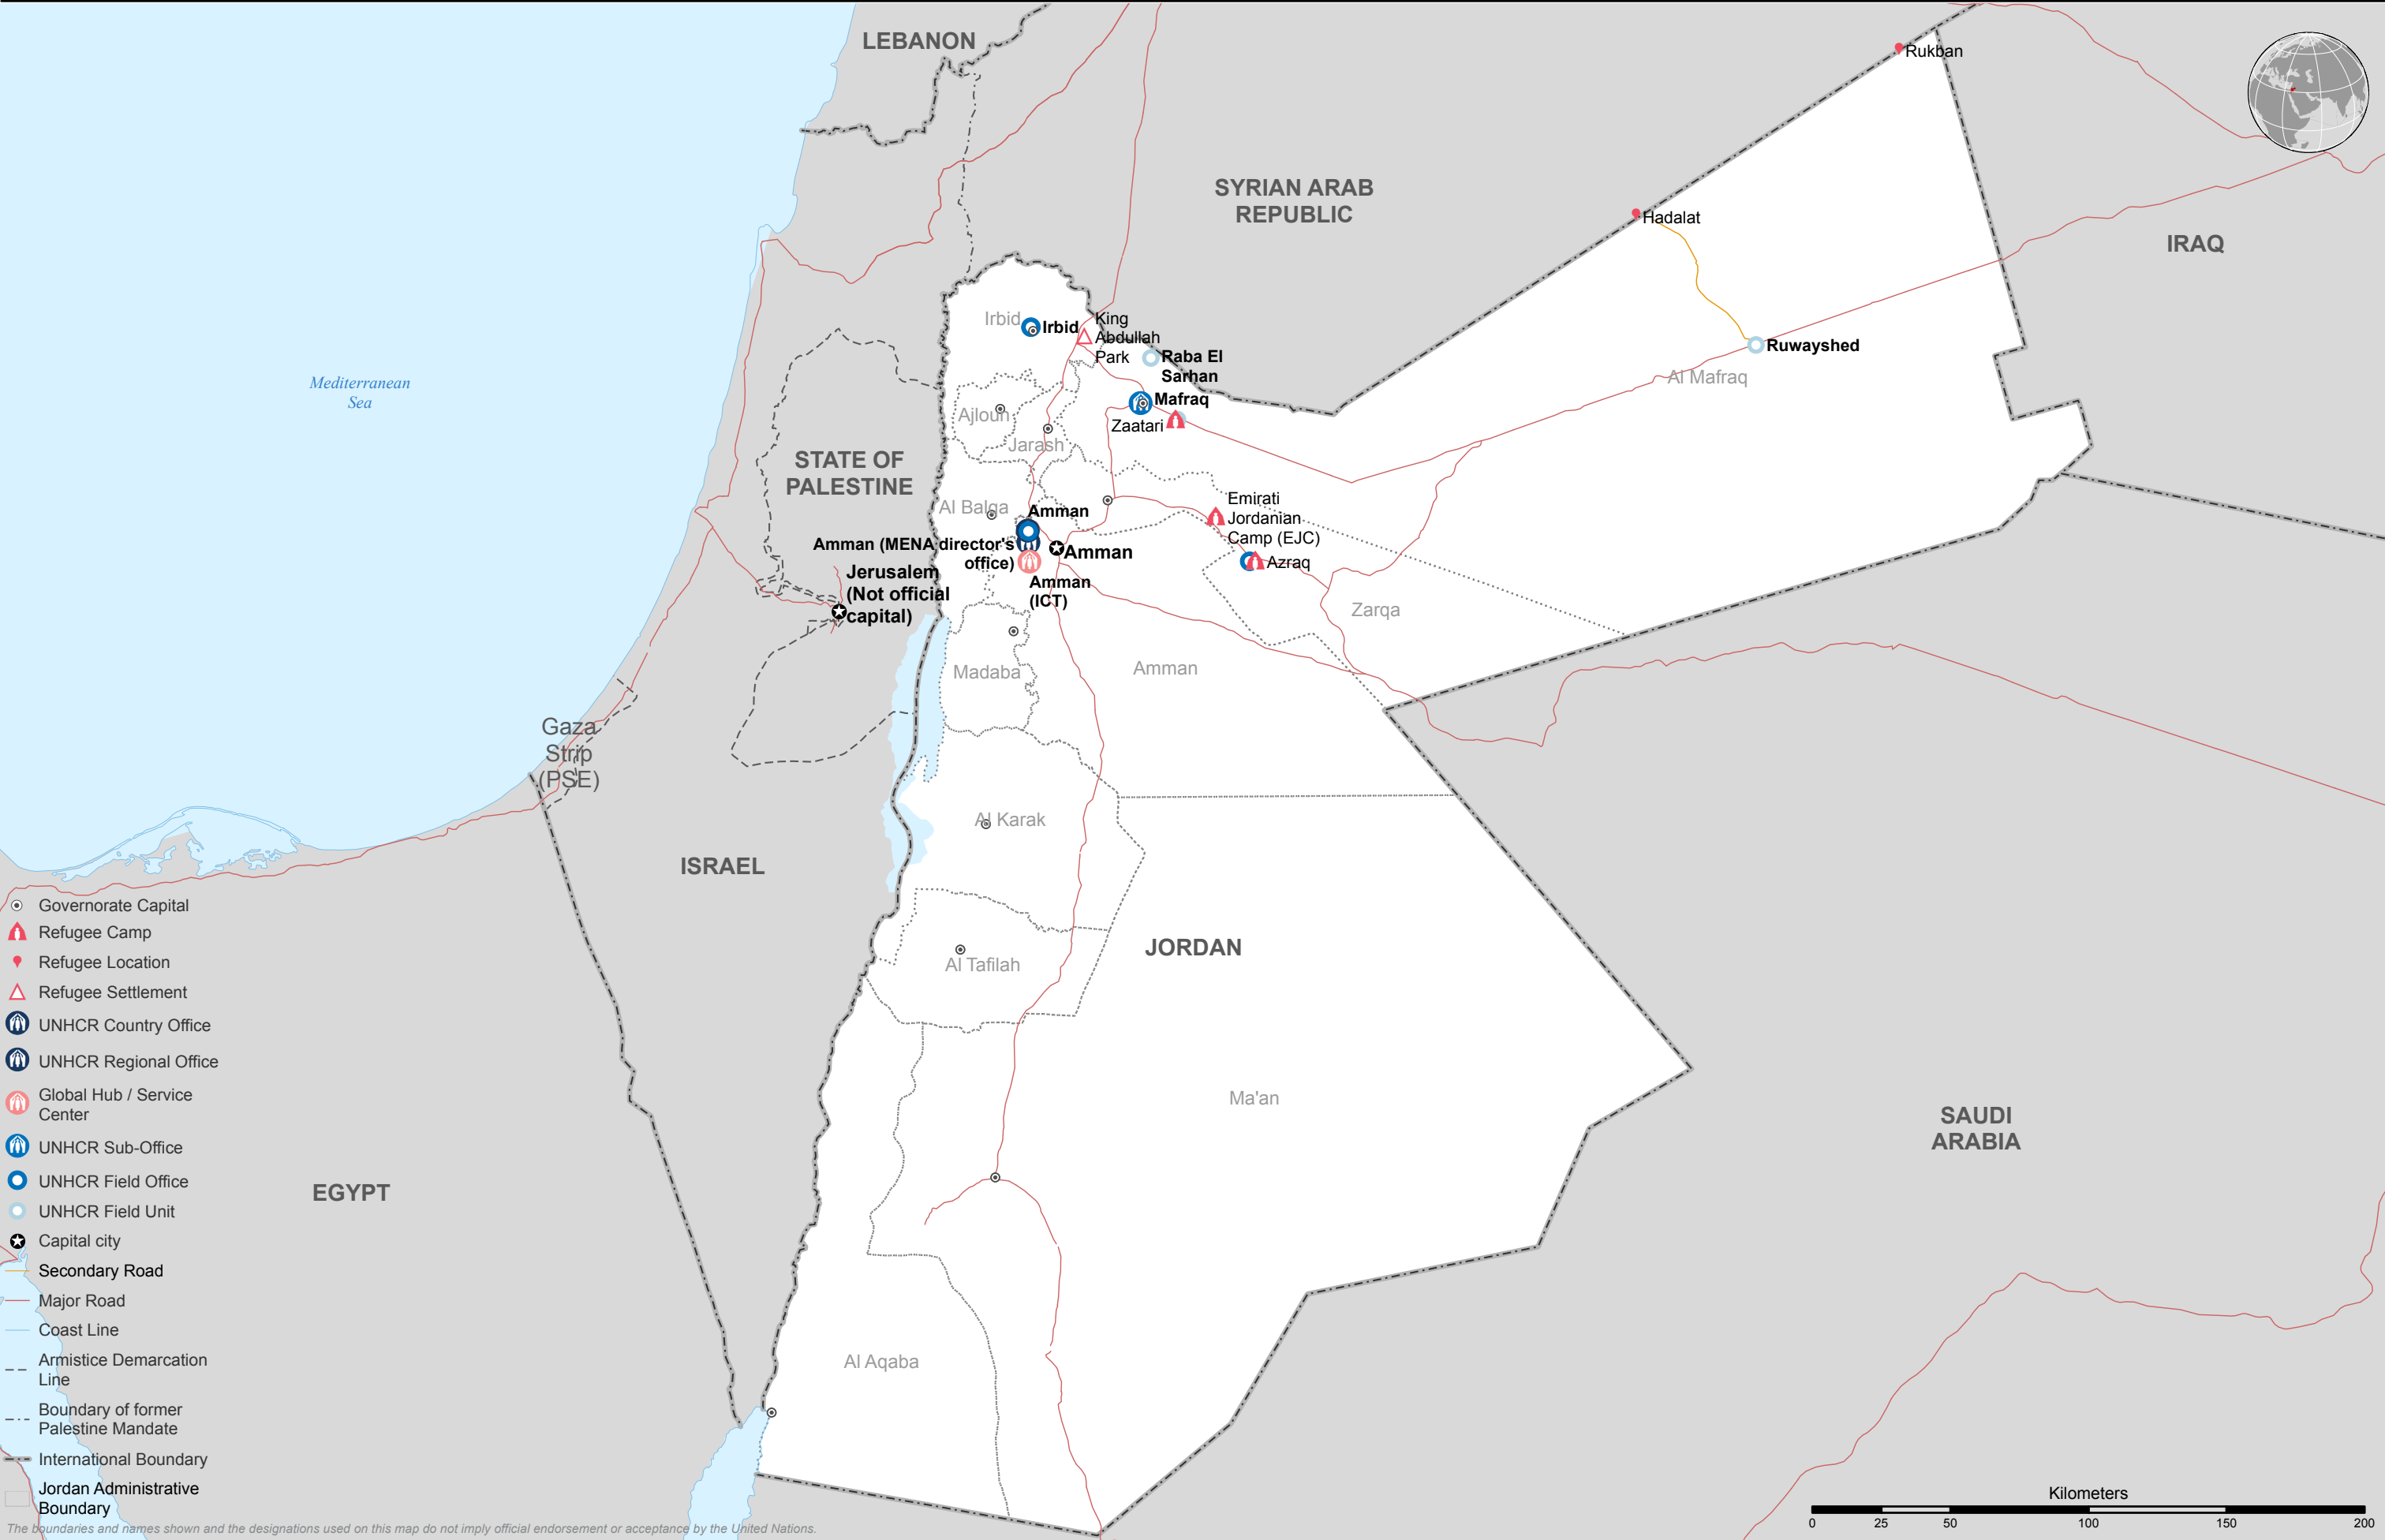 LEBANON
Rukban
SYRIAN ARAB
REPUBLIC
Hadalat
IRAQ
Irbid
Irbid
King
Abdullah
Park
Raba El
Sarhan
Ruwayshed
Al Mafraq
Mediterranean
Sea
Mafraq
Zaatari
Ajloun
Jarash
STATE OF
PALESTINE
Al Balqa
Amman
Emirati
Jordanian
Camp (EJC)
Amman (MENA director's
office)
Amman
Azraq
Amman
(ICT)
Jerusalem
(Not official
capital)
Zarqa
Madaba
Amman
Gaza
Strip
(PSE)
Al Karak
ISRAEL
JORDAN
Al Tafilah
Ma'an
SAUDI
ARABIA
EGYPT
Al Aqaba
Governorate Capital
Refugee Camp
Refugee Location
Refugee Settlement
UNHCR Country Office
UNHCR Regional Office
Global Hub / Service
Center
UNHCR Sub-Office
UNHCR Field Office
UNHCR Field Unit
Capital city
Secondary Road
Major Road
Coast Line
Armistice Demarcation
Line
Boundary of former
Palestine Mandate
International Boundary
Jordan Administrative
Boundary
Kilometers
0 25 50 100 150 200
The boundaries and names shown and the designations used on this map do not imply official endorsement or acceptance by the United Nations.